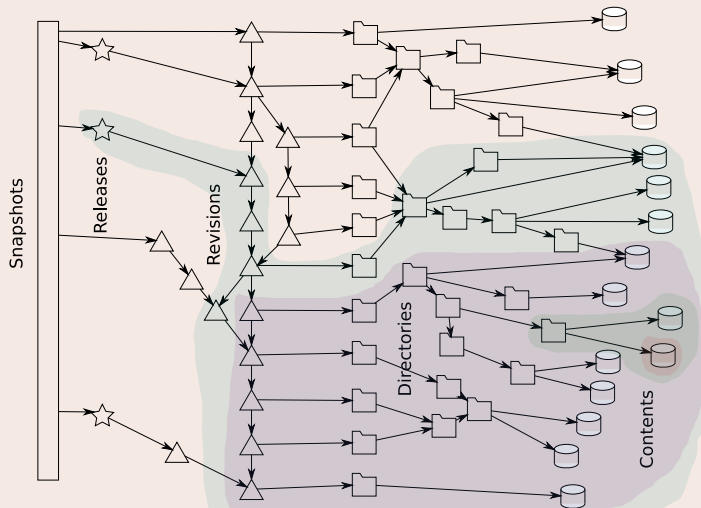 Snapshots
Releases
Revisions
Directories
Contents